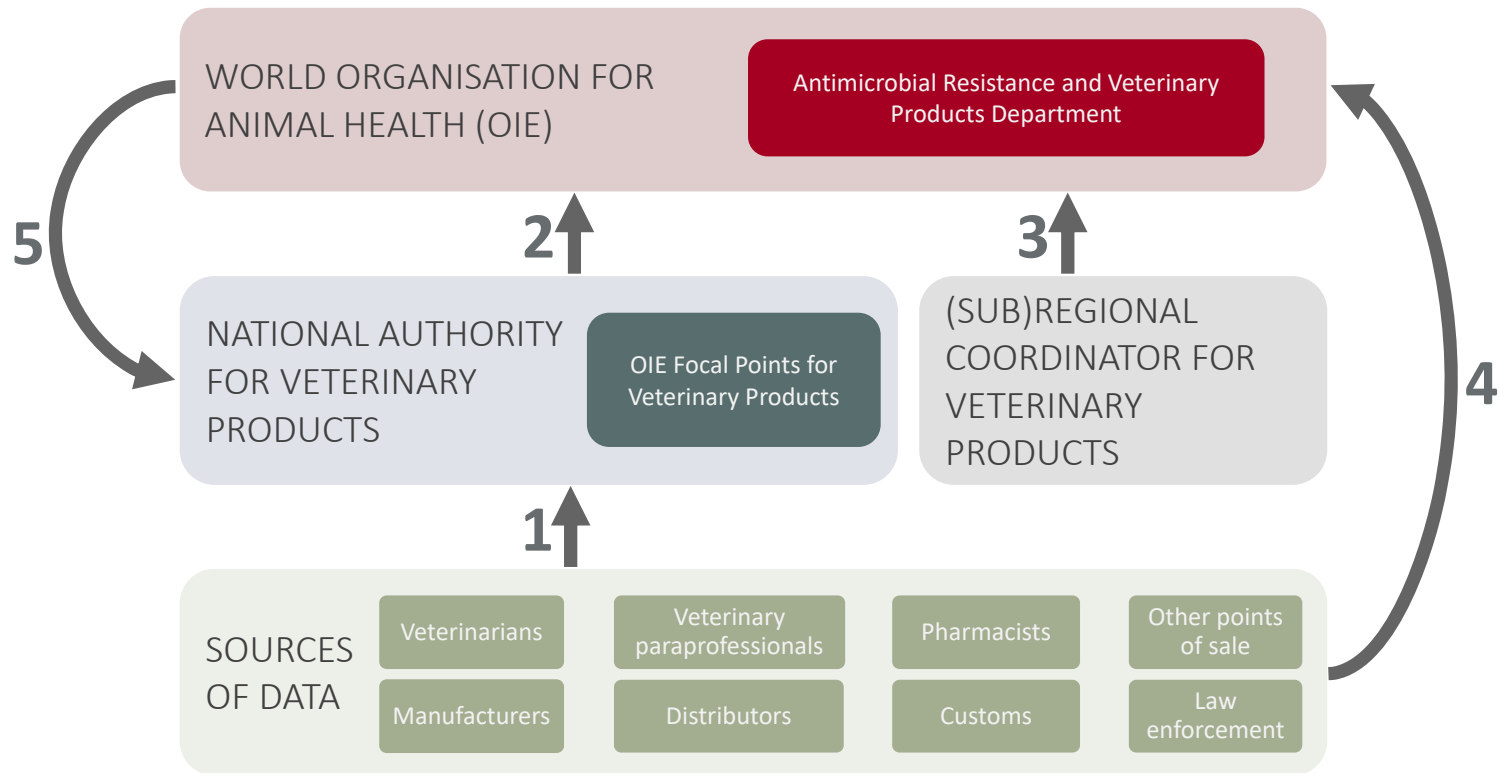 WORLD ORGANISATION FOR
ANIMAL HEALTH (OIE)
Antimicrobial Resistance and Veterinary
Products Department
5
2
3
4
NATIONAL AUTHORITY
FOR VETERINARY
PRODUCTS
OIE Focal Points for
Veterinary Products
(SUB)REGIONAL
COORDINATOR FOR
VETERINARY
PRODUCTS
1
SOURCES
OF DATA
Veterinarians
Veterinary
paraprofessionals
Pharmacists
Other points
of sale
Manufacturers
Distributors
Customs
Law
enforcement